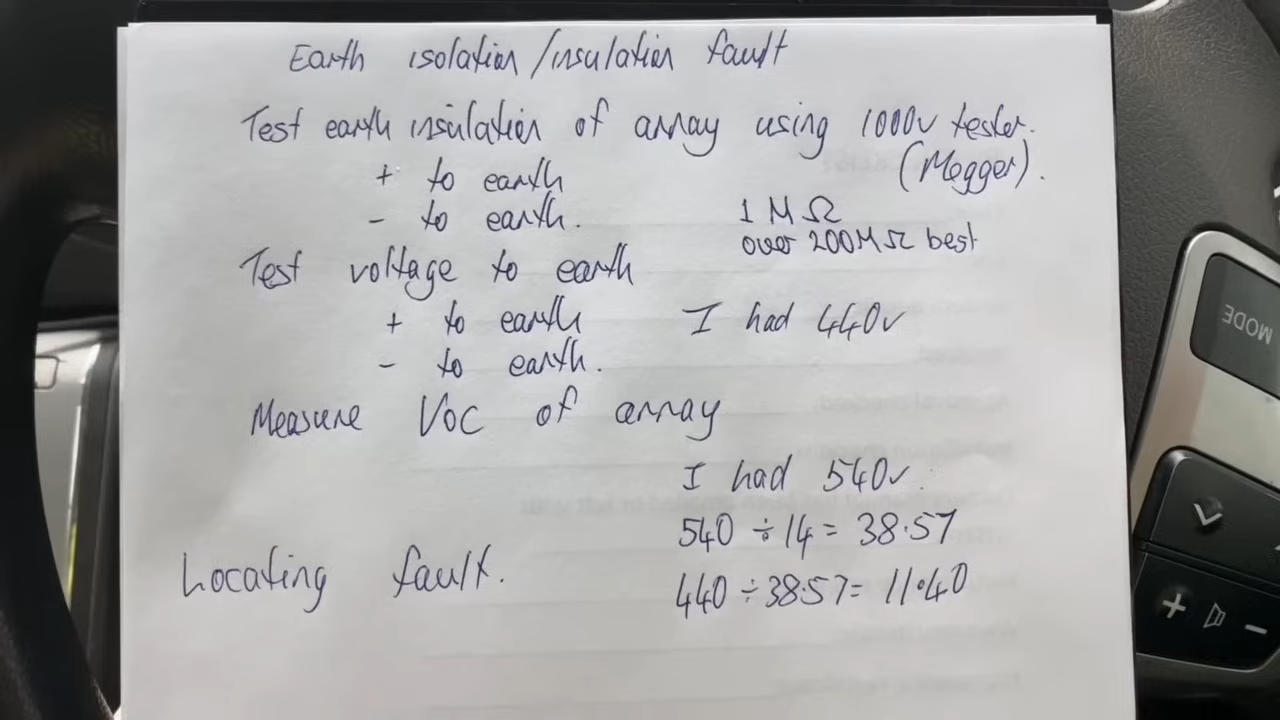 Earth isolation/insulation fault
Test earth insulation of array using 1000v tester.
(Megger).
+ to earth
- to earth.
1 M Ω
over 200M Ω best
Test voltage to earth
+ to earth I had 440v
- to earth.
Measure Voc of array
I had 540v.
540 ÷ 14 = 38.57
Locating fault.
440 ÷ 38.57 = 11.40
MODE
+ -